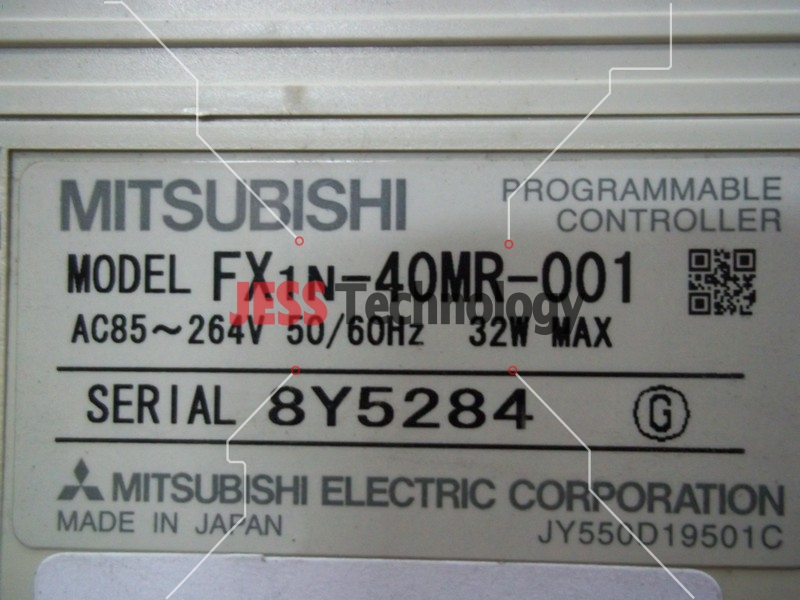 MITSUBISHI
PROGRAMMABLE
CONTROLLER
MODEL FX1N-40MR-001
JESS Technology
AC85~264V 50/60Hz 32W MAX
SERIAL 8Y5284 G
MITSUBISHI ELECTRIC CORPORATION
MADE IN JAPAN
JY550D19501C